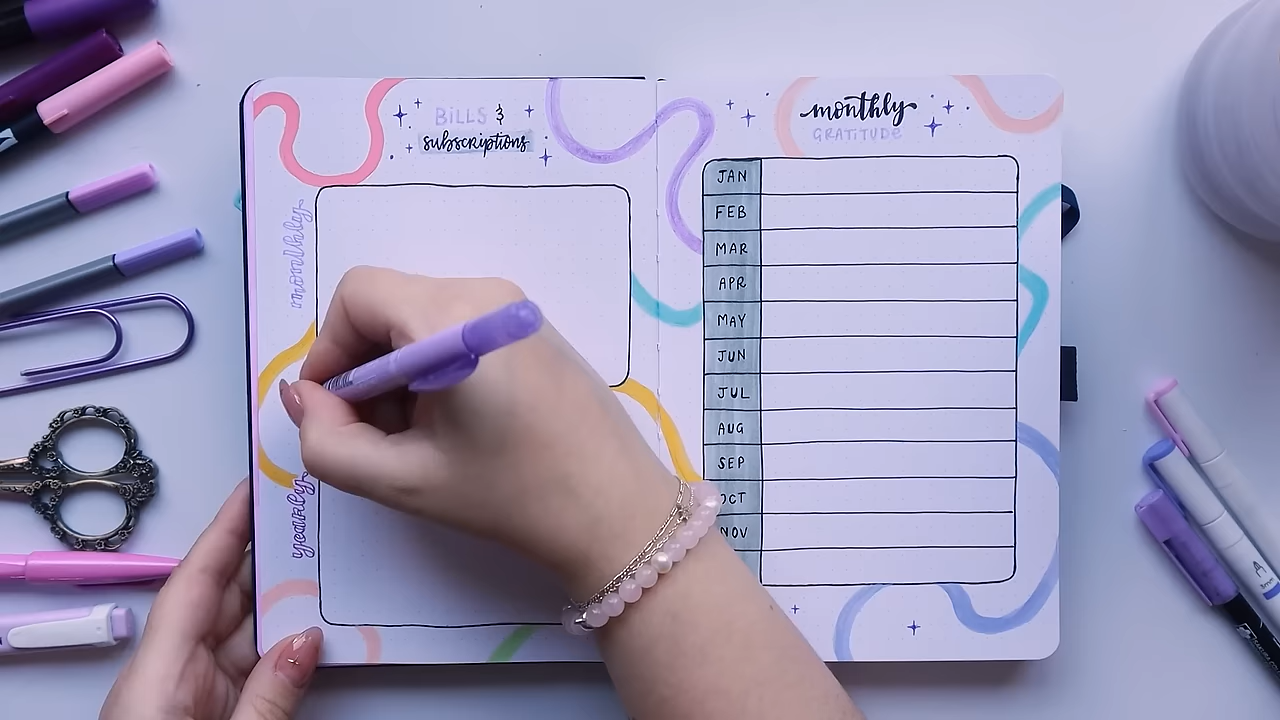 BILLS &
subscriptions
monthly
yearly
monthly
GRATITUDE
JAN
FEB
MAR
APR
MAY
JUN
JUL
AUG
SEP
OCT
NOV